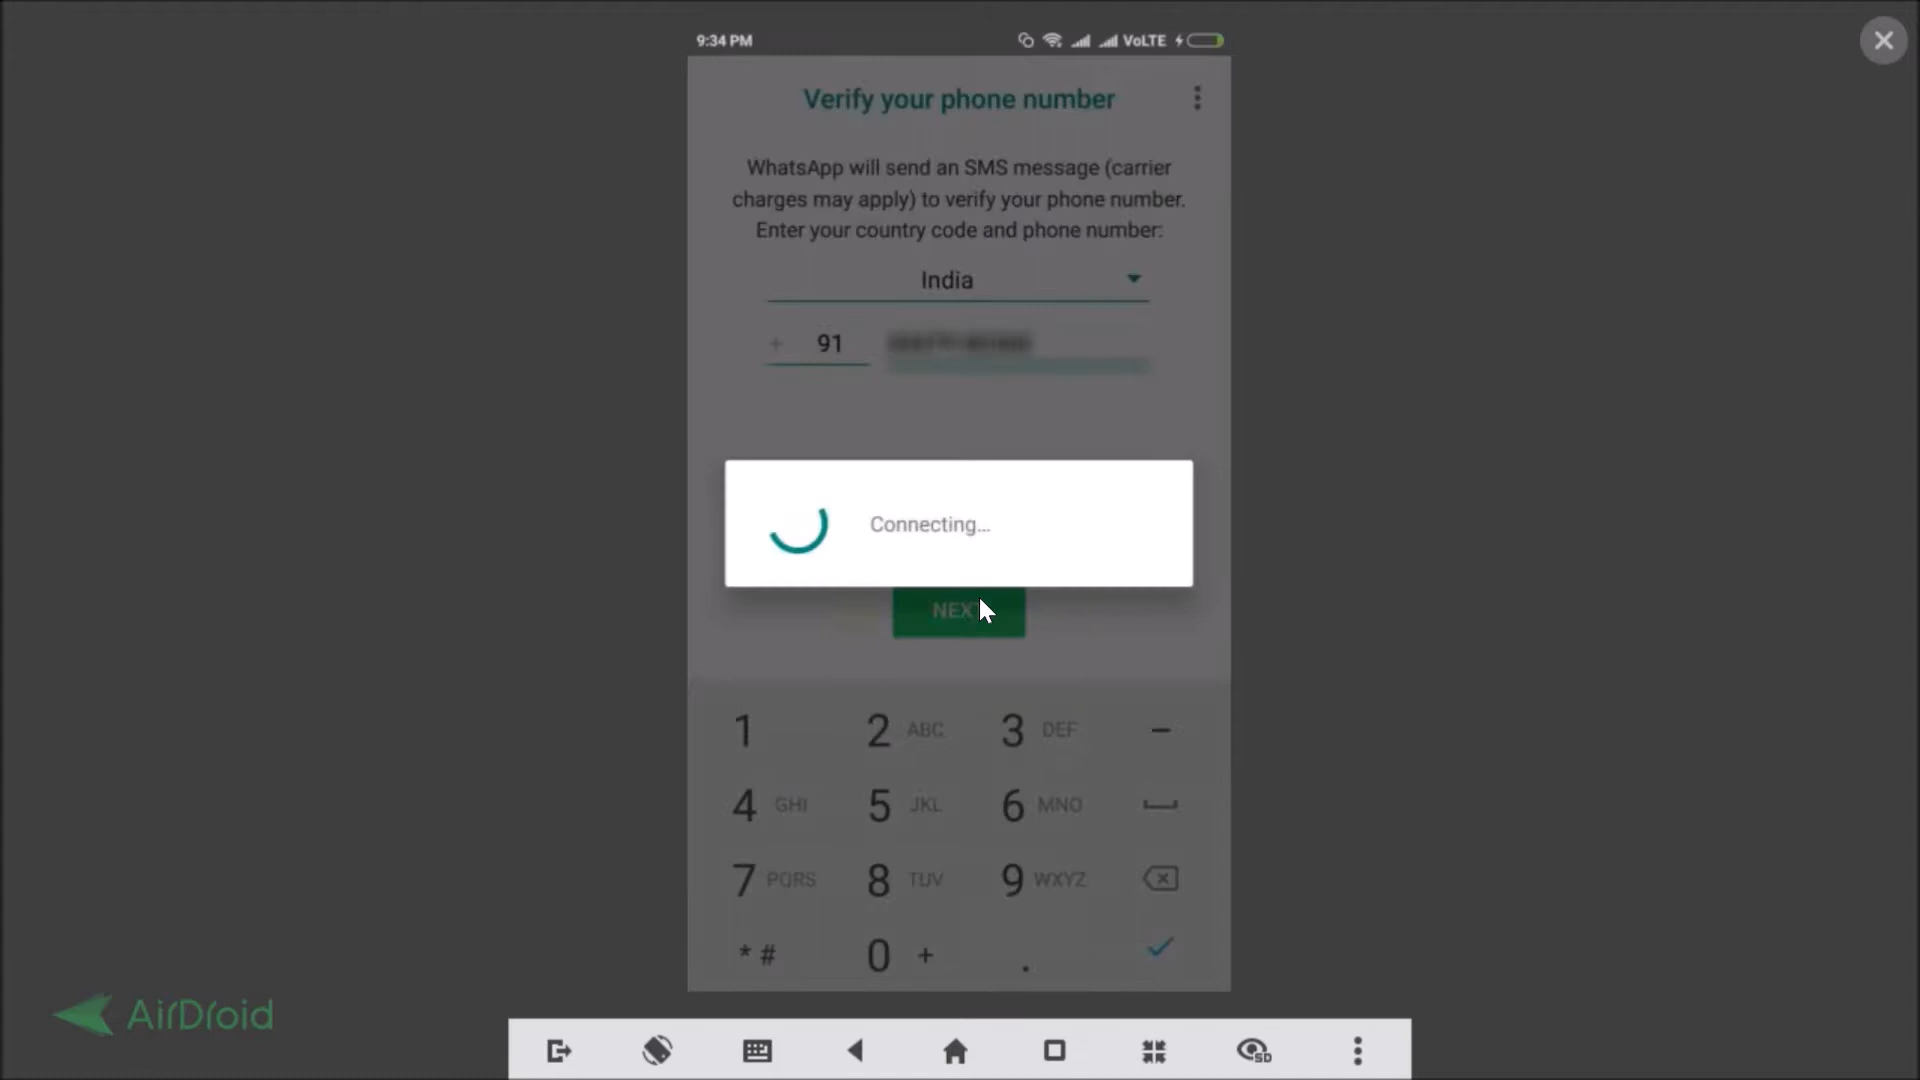 9:34 PM
VoLTE
Verify your phone number
WhatsApp will send an SMS message (carrier
charges may apply) to verify your phone number.
Enter your country code and phone number:
India
+ 91
Connecting...
1
2 ABC
3 DEF
–
4 GHI
5 JKL
6 MNO
7 PQRS
8 TUV
9 WXYZ
* #
0 +
.
AirDroid
SD